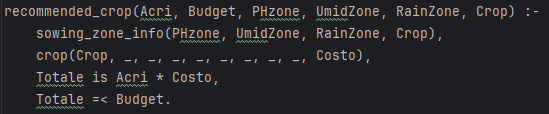 recommended_crop(Acri, Budget, PHzone, UmidZone, RainZone, Crop) :-
    sowing_zone_info(PHzone, UmidZone, RainZone, Crop),
    crop(Crop, _, _, _, _, _, _, _, _, Costo),
    Totale is Acri * Costo,
    Totale =< Budget.